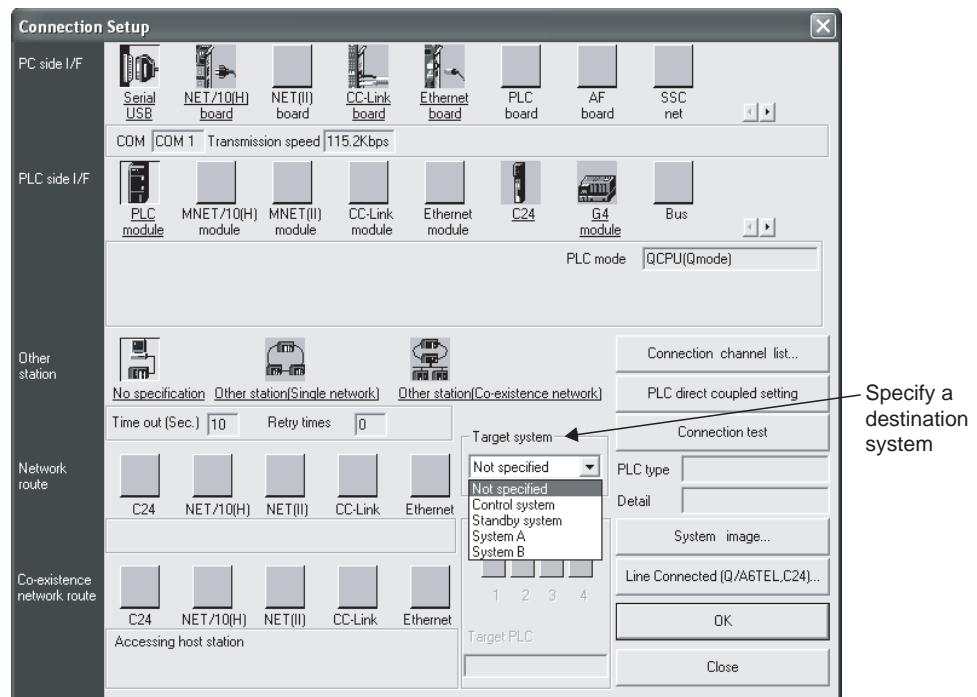 Connection Setup
PC side I/F
Serial USB
NET/10(H) board
NET(II) board
CC-Link board
Ethernet board
PLC board
AF board
SSC net
COM COM 1 Transmission speed 115.2Kbps
PLC side I/F
PLC module
MNET/10(H) module
MNET(II) module
CC-Link module
Ethernet module
C24
G4 module
Bus
PLC mode QCPU(Qmode)
Other station
No specification
Other station(Single network)
Other station(Co-existence network)
Time out (Sec.) 10 Retry times 0
Connection channel list...
PLC direct coupled setting
Connection test
Specify a destination system
Target system
Not specified
Not specified
Control system
Standby system
System A
System B
PLC type
Detail
Network route
C24 NET/10(H) NET(II) CC-Link Ethernet
System image...
Line Connected (Q/A6TEL,C24)...
1 2 3 4
Target PLC
Co-existence network route
C24 NET/10(H) NET(II) CC-Link Ethernet
Accessing host station
OK
Close